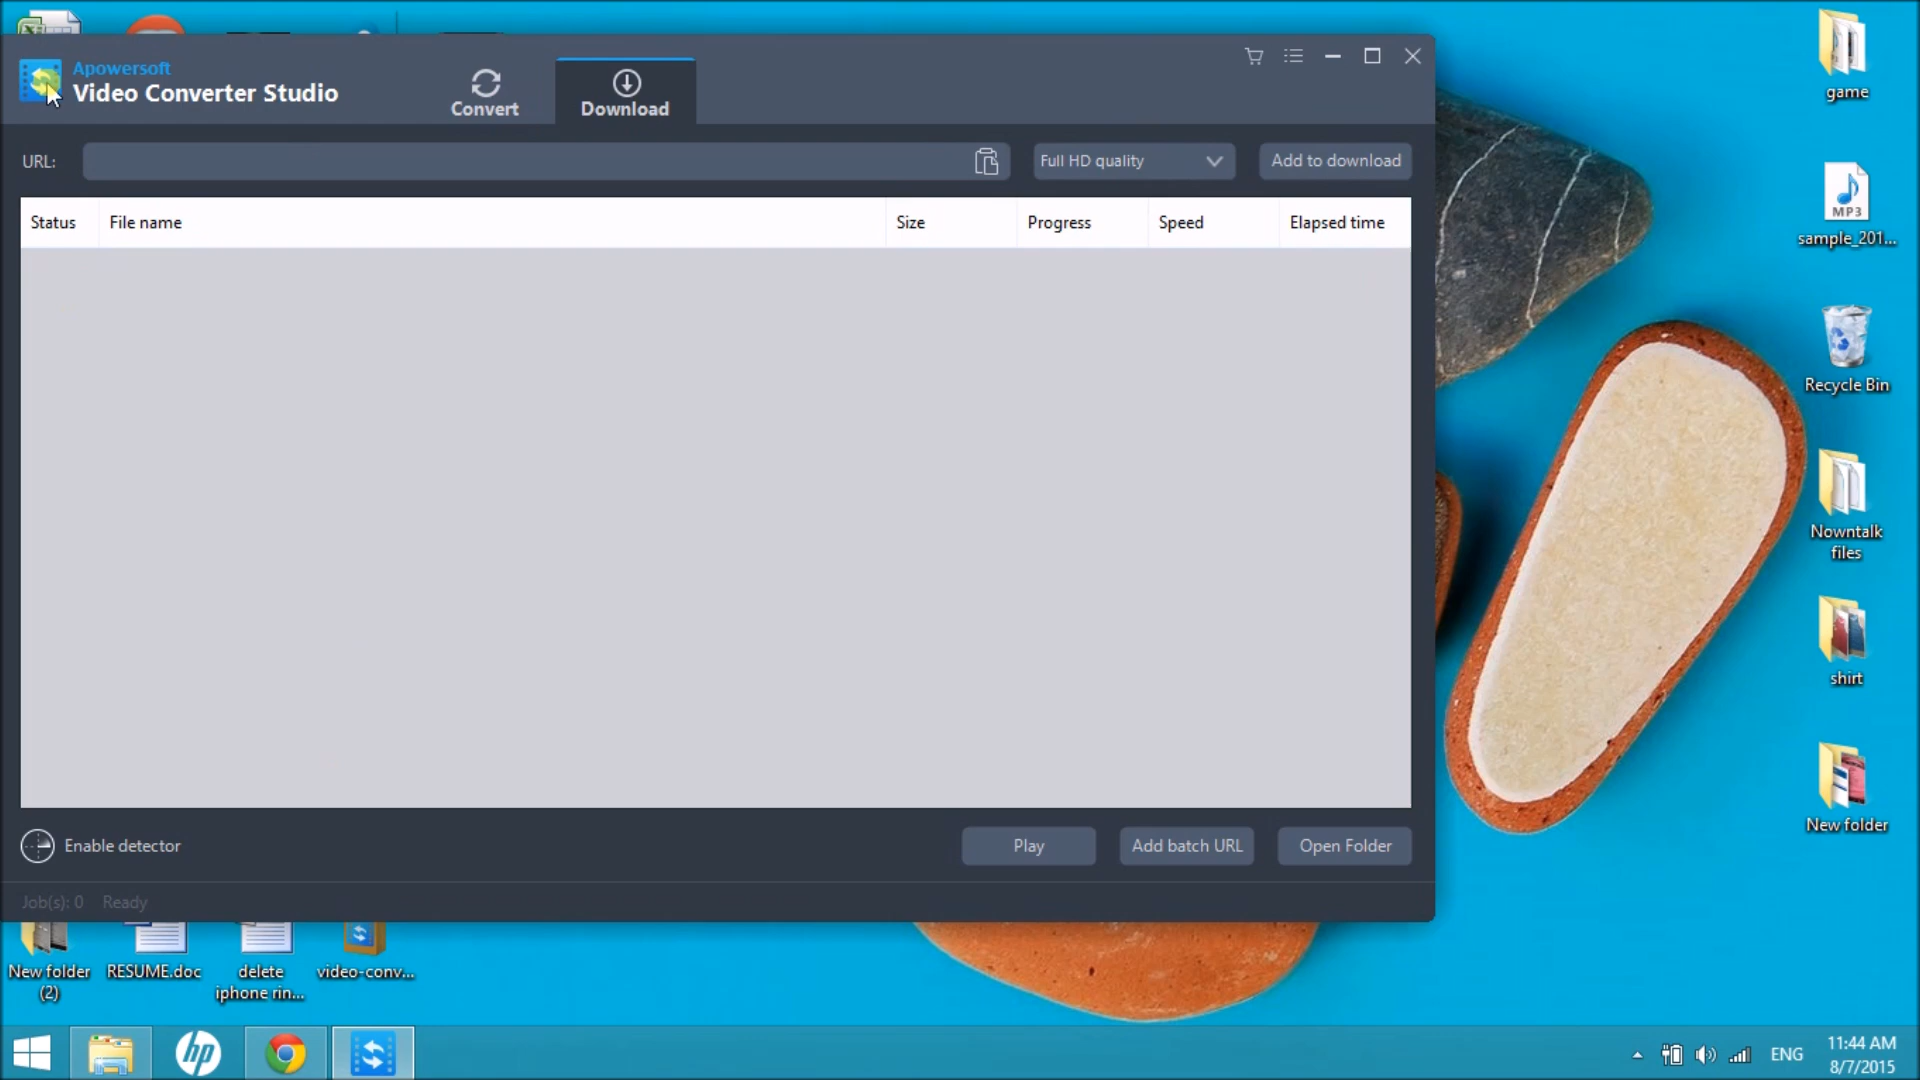 Apowersoft
Video Converter Studio
Convert
Download
URL:
Full HD quality
Add to download
Status
File name
Size
Progress
Speed
Elapsed time
Enable detector
Play
Add batch URL
Open Folder
Job(s): 0
Ready
game
MP3
sample_201...
Recycle Bin
Nowntalk
files
shirt
New folder
New folder
(2)
RESUME.doc
delete
iphone rin...
video-conv...
hp
ENG
11:44 AM
8/7/2015